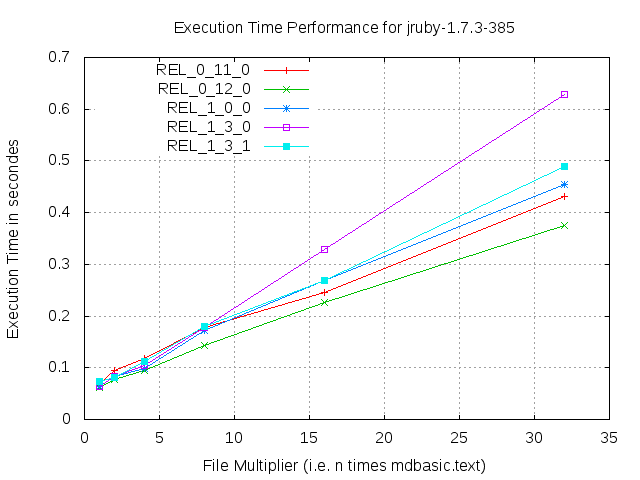 Execution Time Performance for jruby-1.7.3-385
0.7
0.6
0.5
0.4
0.3
0.2
0.1
0
Execution Time in secondes
REL_0_11_0
REL_0_12_0
REL_1_0_0
REL_1_3_0
REL_1_3_1
0 5 10 15 20 25 30 35
File Multiplier (i.e. n times mdbasic.text)